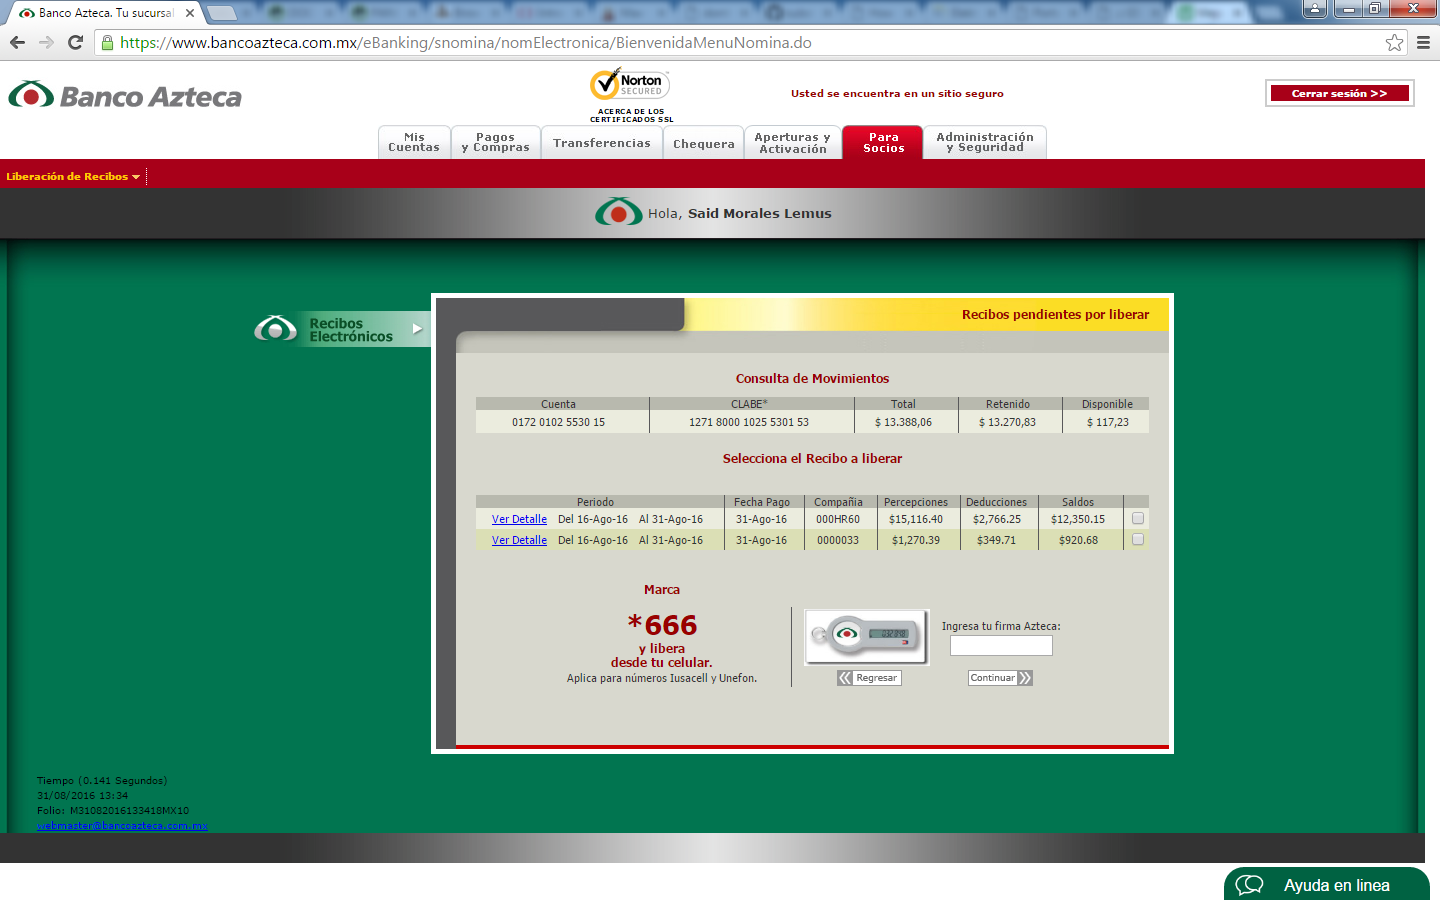 Banco Azteca. Tu sucursal
https://www.bancoazteca.com.mx/eBanking/snomina/nomElectronica/BienvenidaMenuNomina.do
Banco Azteca
Norton
SECURED
ACERCA DE LOS
CERTIFICADOS SSL
Usted se encuentra en un sitio seguro
Cerrar sesión >>
Mis Cuentas
Pagos y Compras
Transferencias
Chequera
Aperturas y Activación
Para Socios
Administración y Seguridad
Liberación de Recibos
Hola, Said Morales Lemus
Recibos
Electrónicos
Recibos pendientes por liberar
Consulta de Movimientos
Cuenta CLABE* Total Retenido Disponible
0172 0102 5530 15 1271 8000 1025 5301 53 $ 13.388,06 $ 13.270,83 $ 117,23
Selecciona el Recibo a liberar
Periodo Fecha Pago Compañia Percepciones Deducciones Saldos
Ver Detalle Del 16-Ago-16 Al 31-Ago-16 31-Ago-16 000HR60 $15,116.40 $2,766.25 $12,350.15
Ver Detalle Del 16-Ago-16 Al 31-Ago-16 31-Ago-16 0000033 $1,270.39 $349.71 $920.68
Marca
*666
y libera
desde tu celular.
Aplica para números Iusacell y Unefon.
Ingresa tu firma Azteca:
Regresar
Continuar
Tiempo (0.141 Segundos)
31/08/2016 13:34
Folio: M31082016133418MX10
webmaster@bancoazteca.com.mx
Ayuda en linea